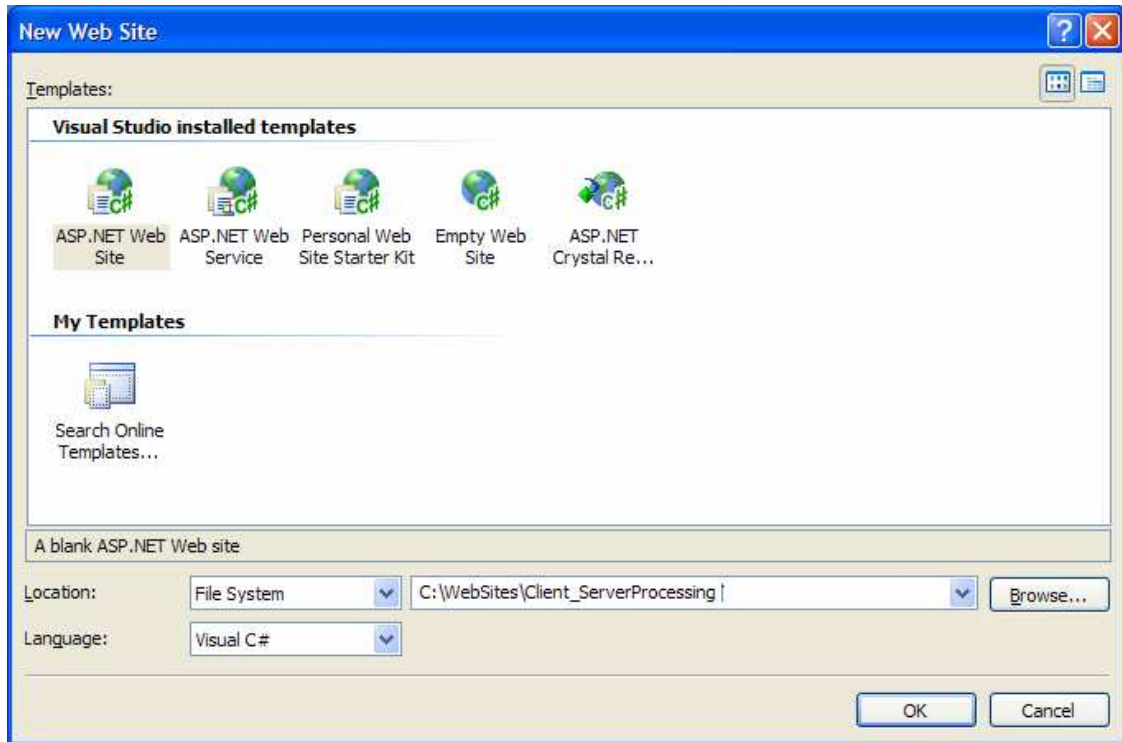 New Web Site
Templates:
Visual Studio installed templates
ASP.NET Web Site
ASP.NET Web Service
Personal Web Site Starter Kit
Empty Web Site
ASP.NET Crystal Re...
My Templates
Search Online Templates...
A blank ASP.NET Web site
Location:
File System
C:\WebSites\Client_ServerProcessing
Browse...
Language:
Visual C#
OK
Cancel